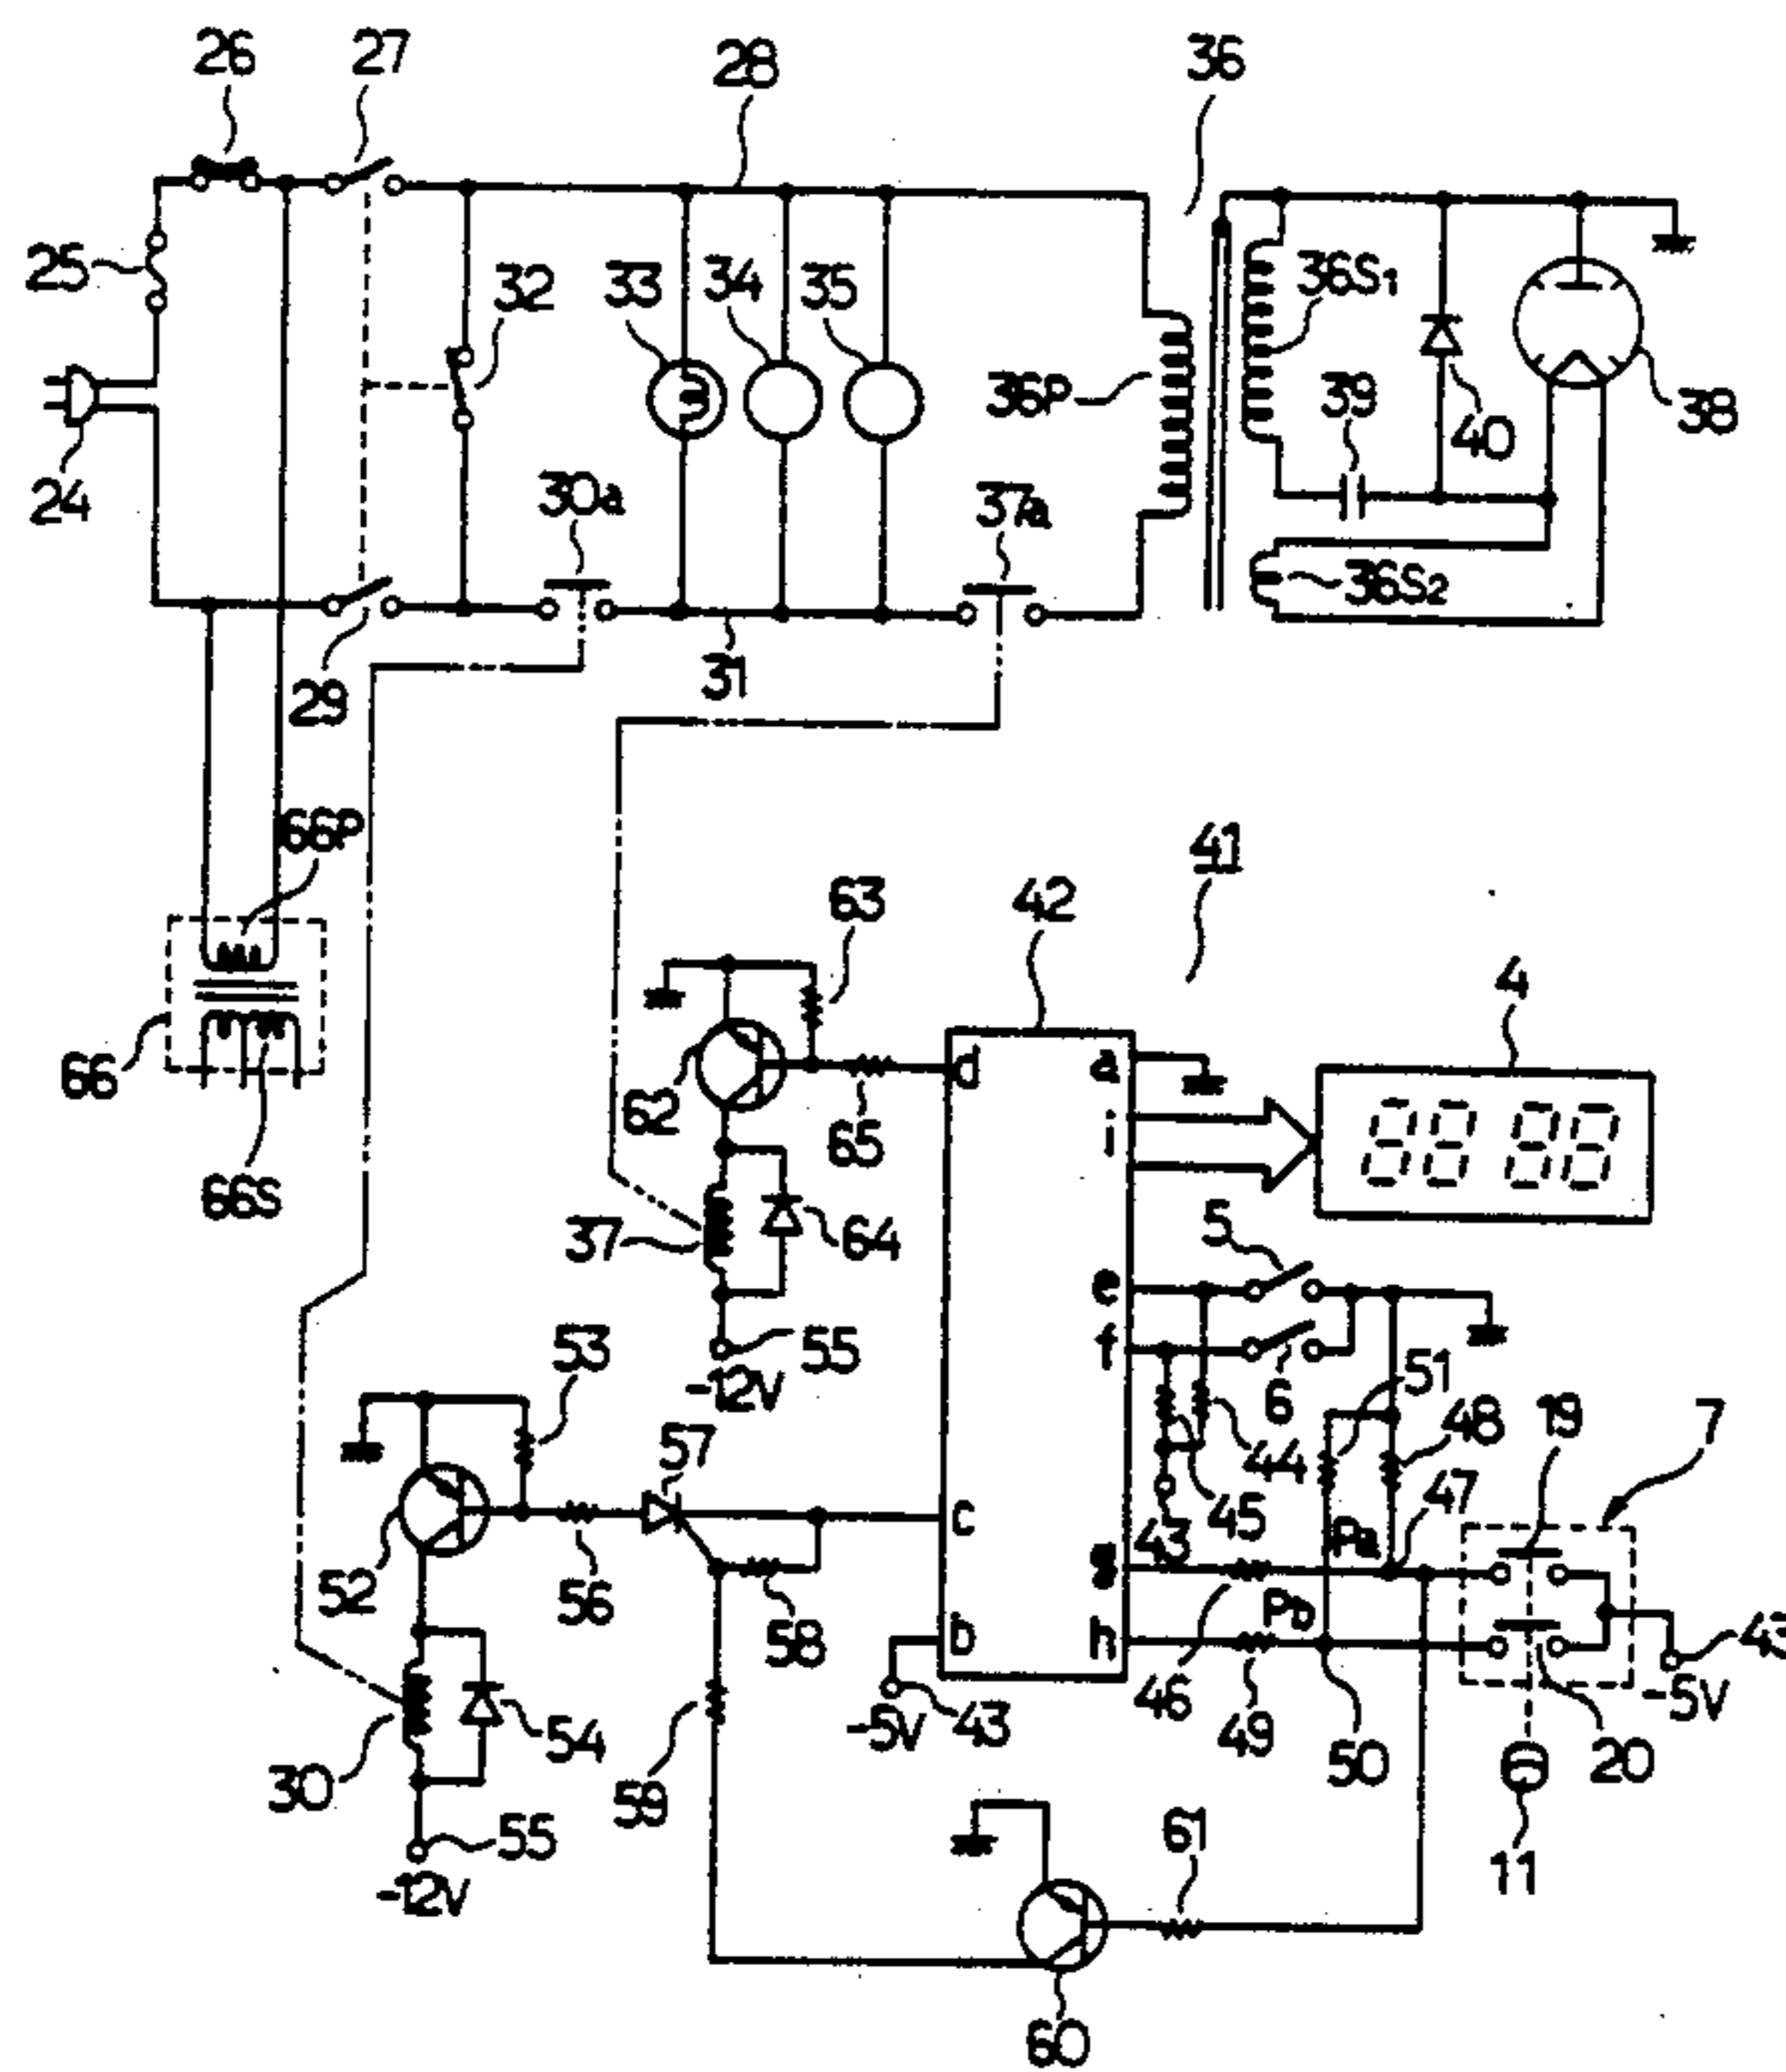 26 27 28 36
25 32 33 34 35 36P 36S1 39 40 38
24 30a 37a 36S2
29 31
66P
66 66S
63 42 41 4
62 65 d a i
88 88
37 64 5
e
f
55 -12V
53 57 6 51 19 7
44 48
45 47
43 Pa
52 56 58 c g
Pb
b h
46 49 50 43
-5V 43 -5V
30 54 59 20
55 61 11
-12V
60